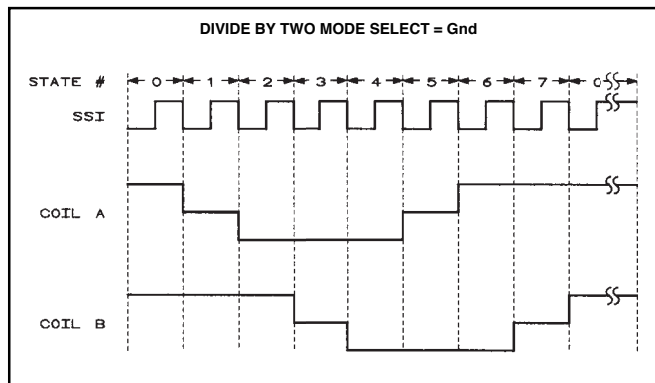 DIVIDE BY TWO MODE SELECT = Gnd
STATE # 0 1 2 3 4 5 6 7 0
SSI
COIL A
COIL B